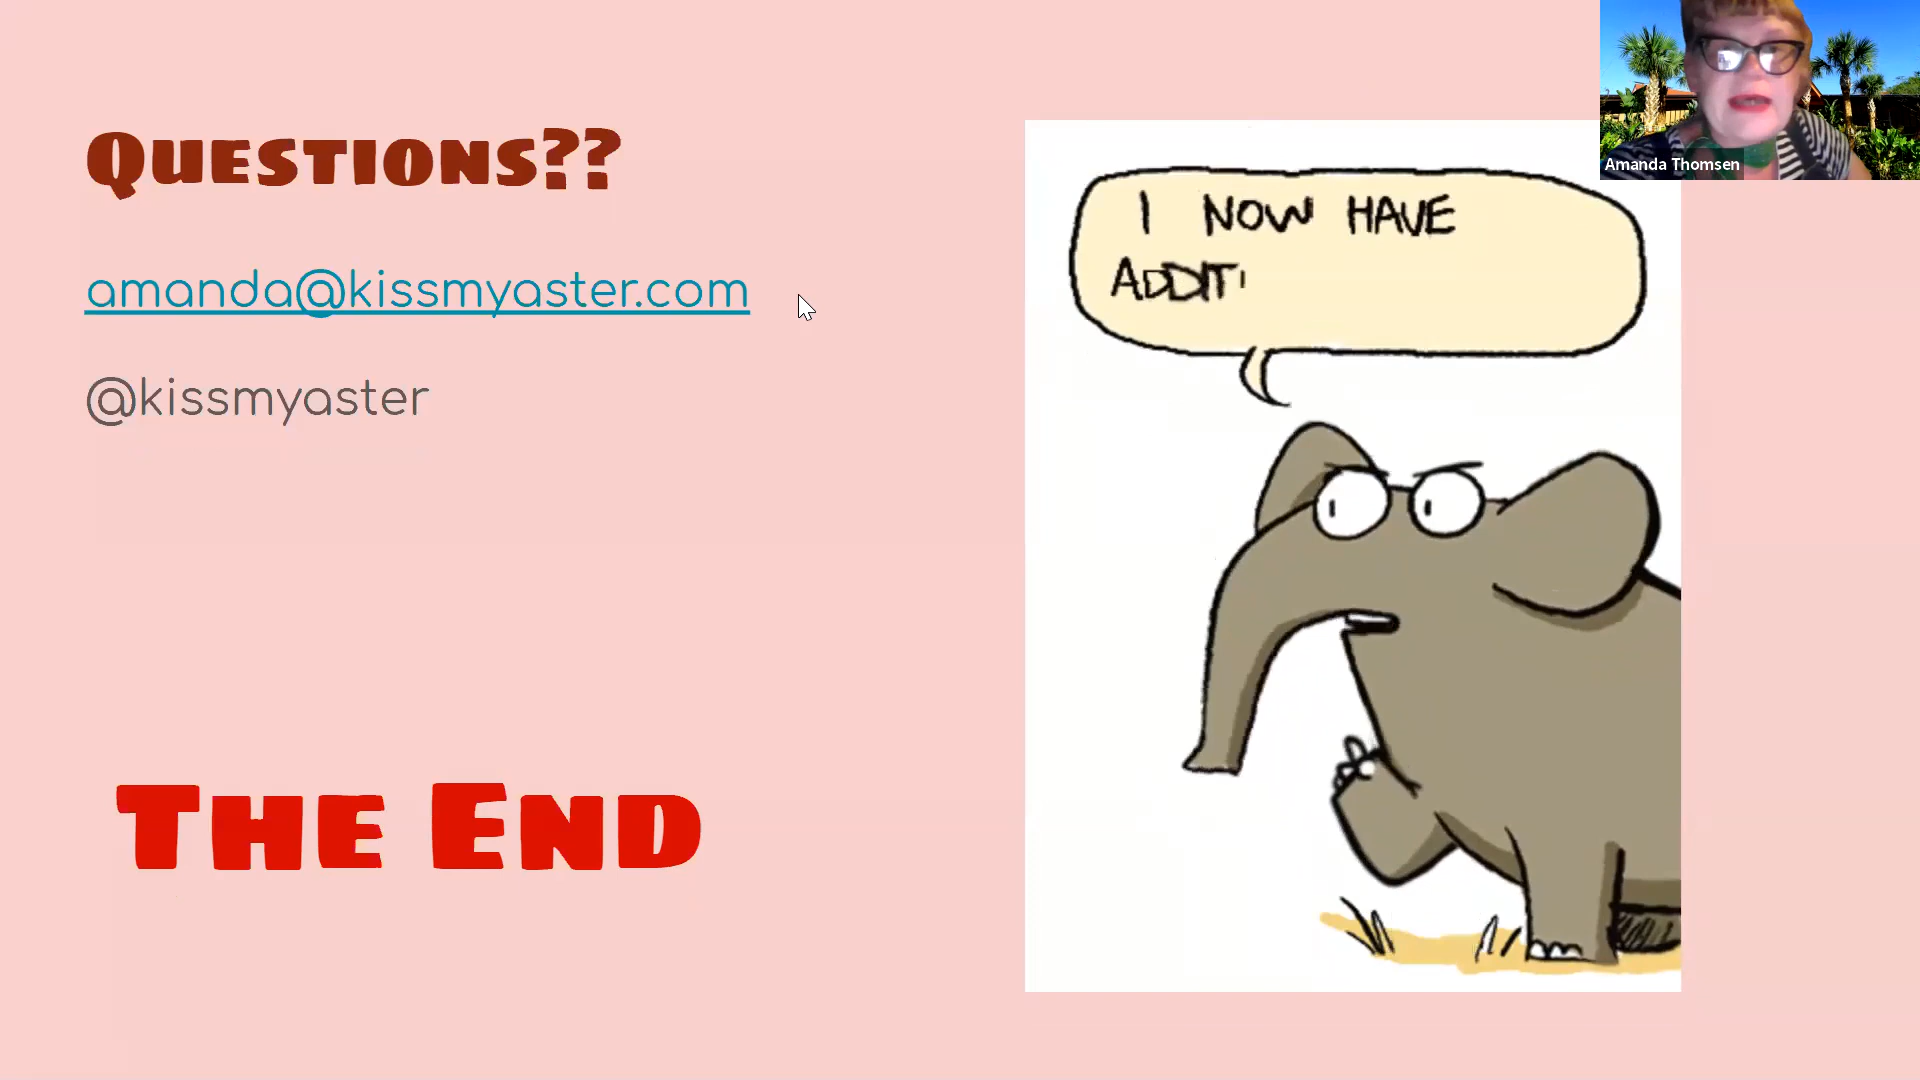 Questions??
amanda@kissmyaster.com
@kissmyaster
The End
I NOW HAVE
ADDIT
Amanda Thomsen